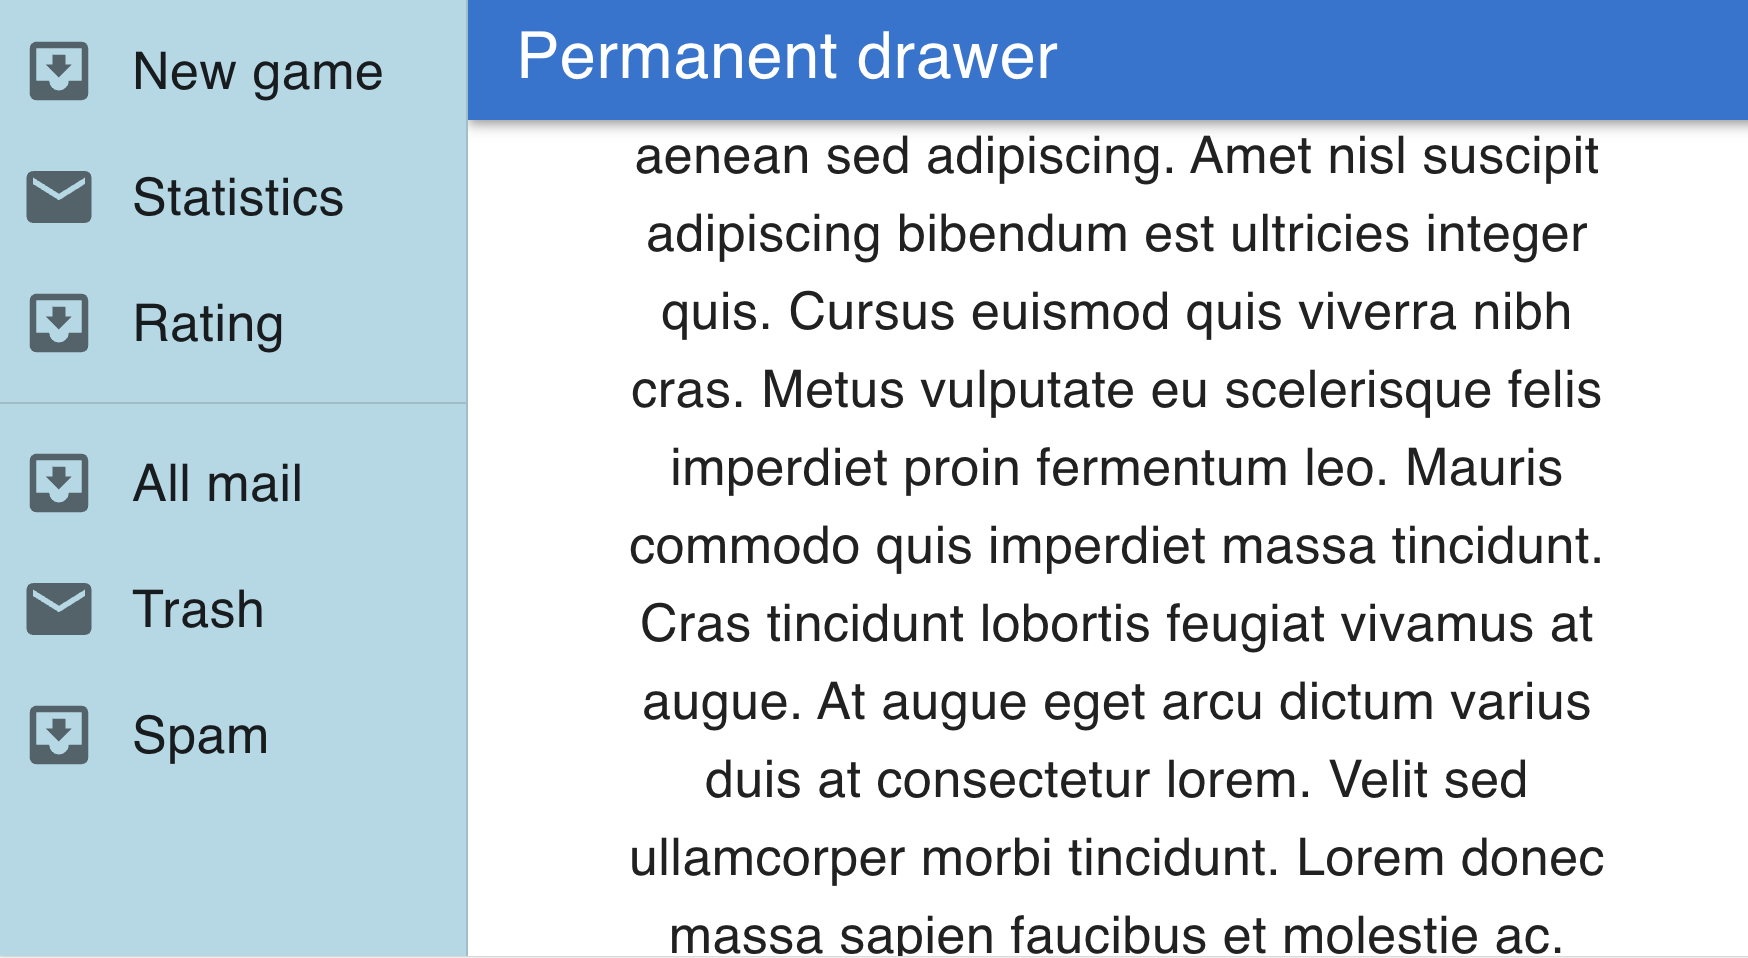 New game
Statistics
Rating
All mail
Trash
Spam
Permanent drawer
aenean sed adipiscing. Amet nisl suscipit
adipiscing bibendum est ultricies integer
quis. Cursus euismod quis viverra nibh
cras. Metus vulputate eu scelerisque felis
imperdiet proin fermentum leo. Mauris
commodo quis imperdiet massa tincidunt.
Cras tincidunt lobortis feugiat vivamus at
augue. At augue eget arcu dictum varius
duis at consectetur lorem. Velit sed
ullamcorper morbi tincidunt. Lorem donec
massa sapien faucibus et molestie ac.